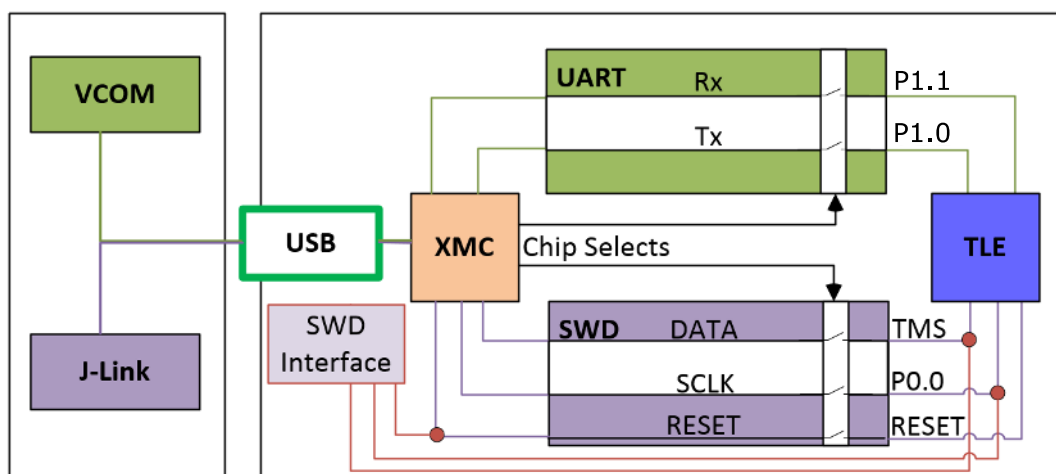 VCOM
UART
Rx
P1.1
Tx
P1.0
USB
XMC
Chip Selects
TLE
SWD
Interface
SWD
DATA
TMS
J-Link
SCLK
P0.0
RESET
RESET